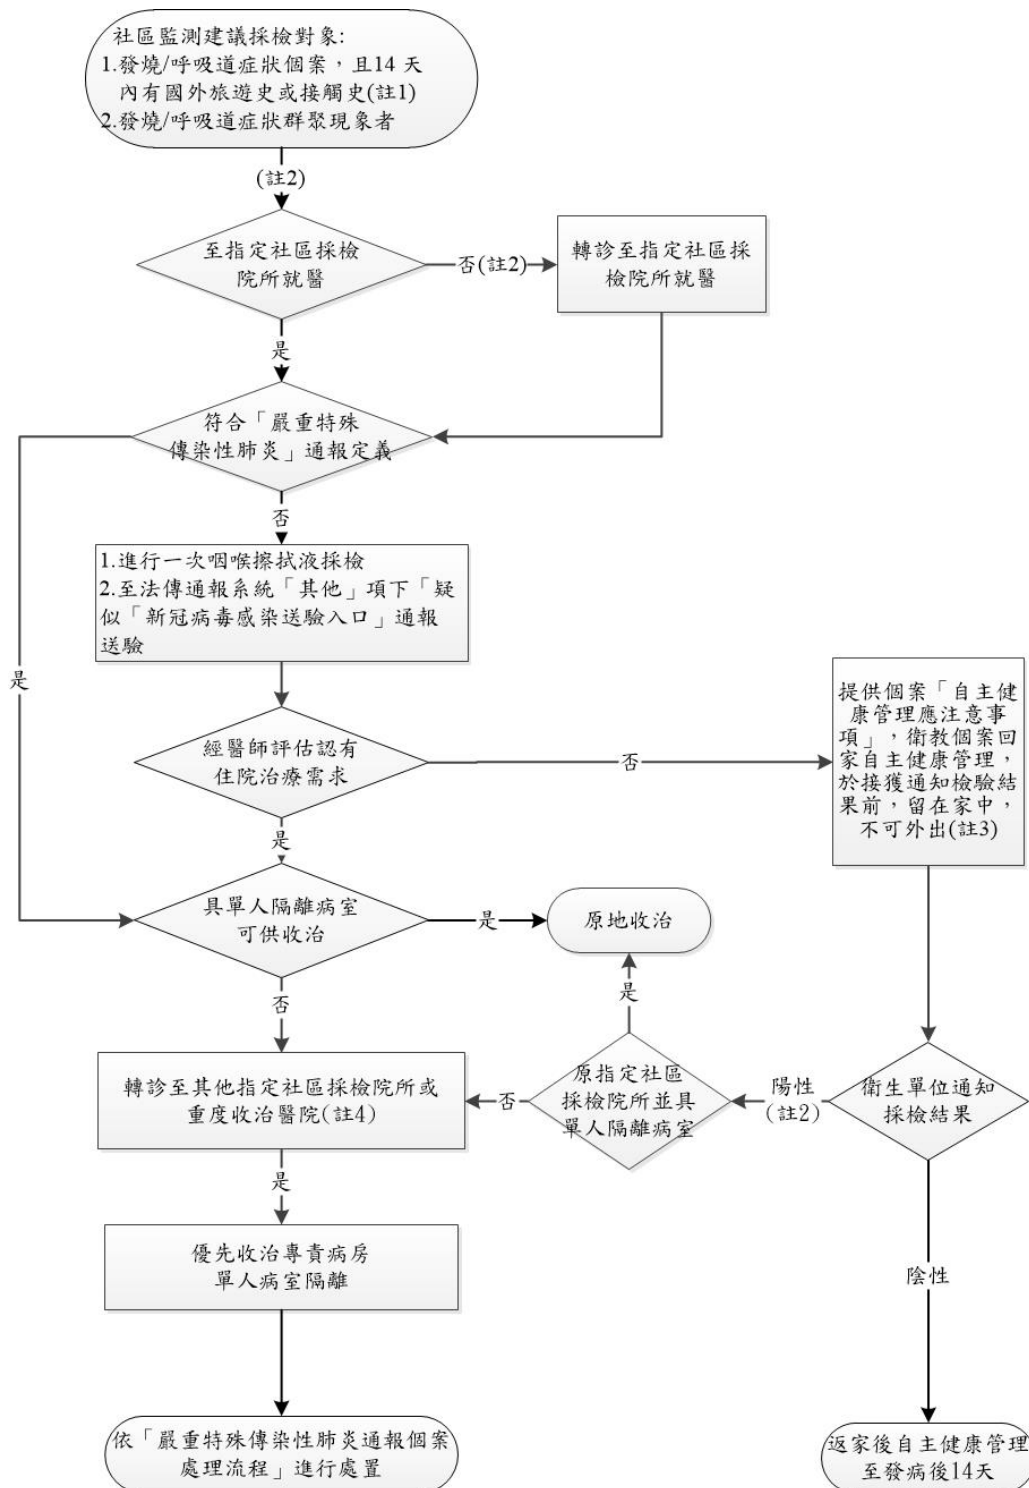 社區監測建議採檢對象:
1.發燒/呼吸道症狀個案，且14 天
內有國外旅遊史或接觸史(註1)
2.發燒/呼吸道症狀群聚現象者
(註2)
至指定社區採檢
院所就醫
否(註2)
轉診至指定社區採
檢院所就醫
是
符合「嚴重特殊
傳染性肺炎」通報定義
否
1.進行一次咽喉擦拭液採檢
2.至法傳通報系統「其他」項下「疑
似「新冠病毒感染送驗入口」通報
送驗
是
經醫師評估認有
住院治療需求
否
提供個案「自主健
康管理應注意事
項」，衛教個案回
家自主健康管理，
於接獲通知檢驗結
果前，留在家中，
不可外出(註3)
是
具單人隔離病室
可供收治
是
原地收治
否
是
轉診至其他指定社區採檢院所或
重度收治醫院(註4)
否
原指定社區
採檢院所並具
單人隔離病室
陽性
(註2)
衛生單位通知
採檢結果
是
優先收治專責病房
單人病室隔離
陰性
依「嚴重特殊傳染性肺炎通報個案
處理流程」進行處置
返家後自主健康管理
至發病後14天